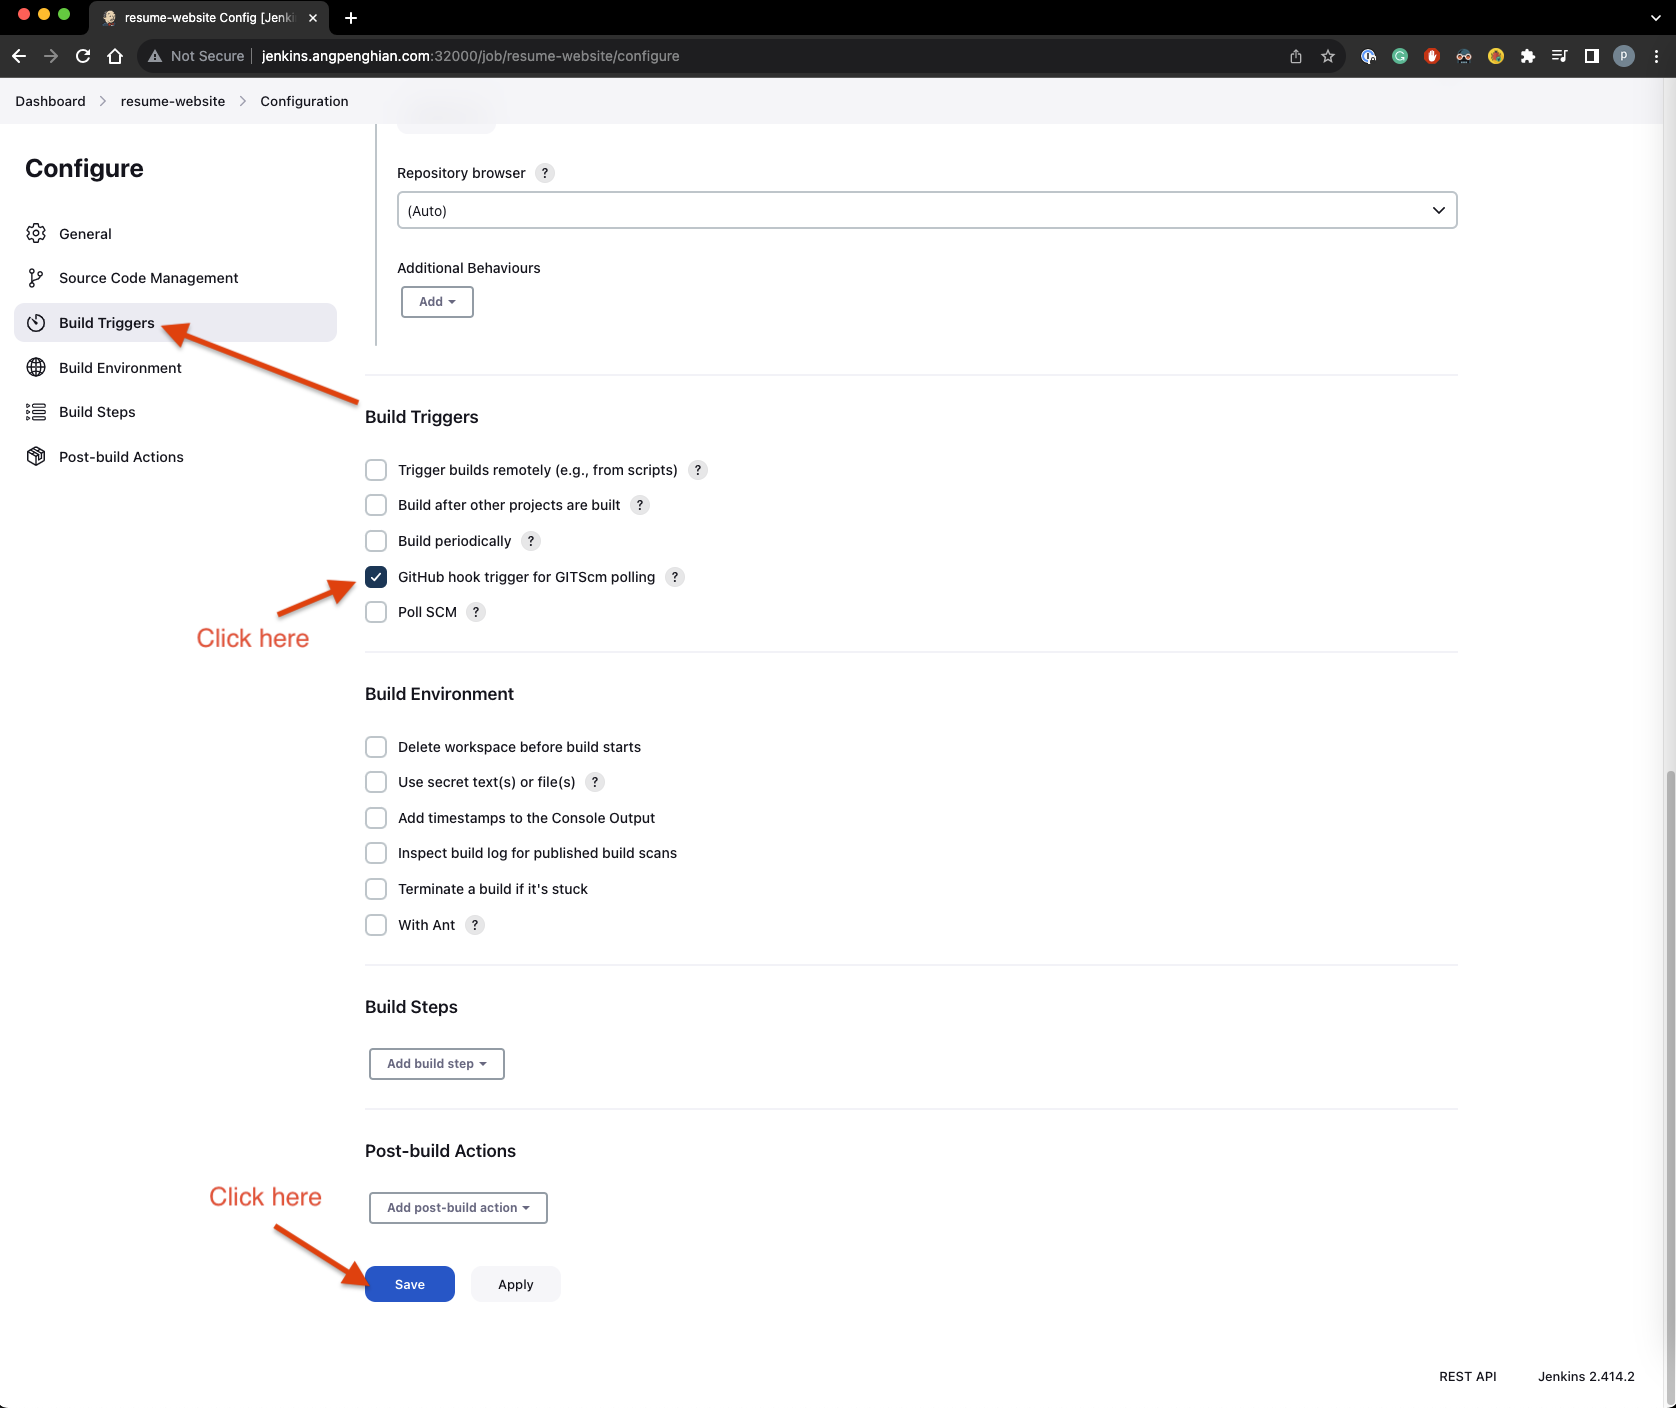 resume-website Config [Jenki
Not Secure
jenkins.angpenghian.com:32000/job/resume-website/configure
P
Dashboard
resume-website
Configuration
Configure
General
Source Code Management
Build Triggers
Build Environment
Build Steps
Post-build Actions
Repository browser ?
(Auto)
Additional Behaviours
Add
Build Triggers
Trigger builds remotely (e.g., from scripts) ?
Build after other projects are built ?
Build periodically ?
GitHub hook trigger for GITScm polling ?
Poll SCM ?
Click here
Build Environment
Delete workspace before build starts
Use secret text(s) or file(s) ?
Add timestamps to the Console Output
Inspect build log for published build scans
Terminate a build if it's stuck
With Ant ?
Build Steps
Add build step
Post-build Actions
Click here
Add post-build action
Save
Apply
REST API
Jenkins 2.414.2